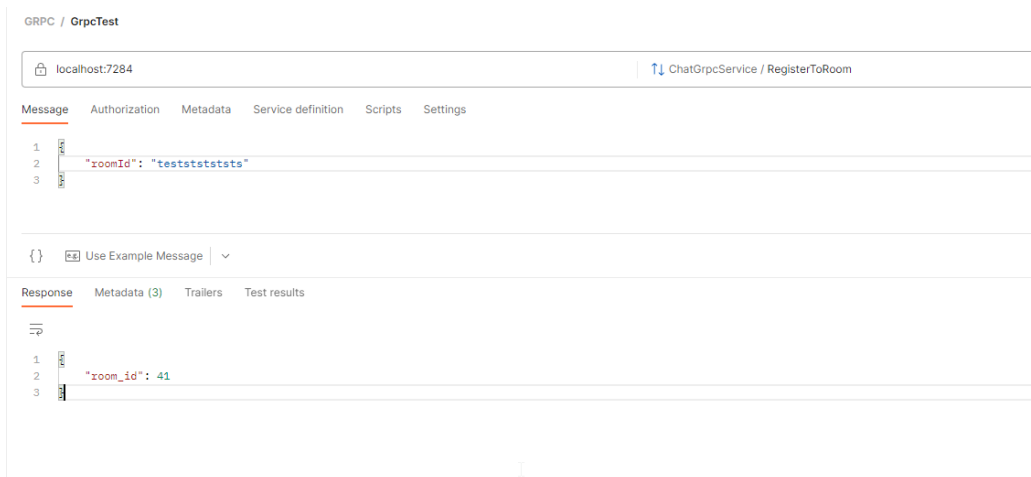 GRPC / GrpcTest
localhost:7284 ChatGrpcService / RegisterToRoom
Message Authorization Metadata Service definition Scripts Settings
1 {
2 "roomId": "testststststs"
3 }
{} e.g. Use Example Message
Response Metadata (3) Trailers Test results
1 {
2 "room_id": 41
3 }